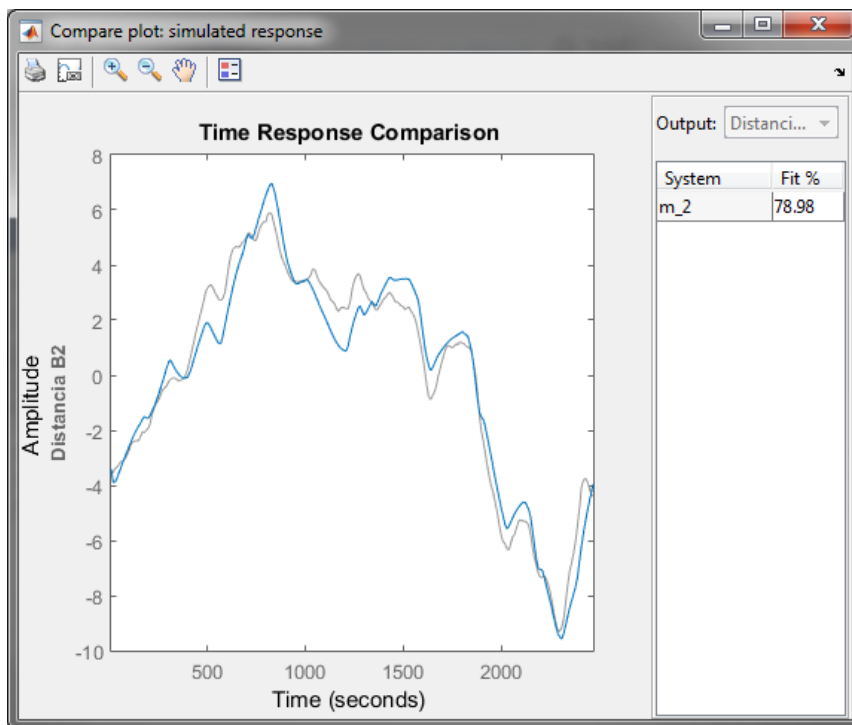 Compare plot: simulated response
Output: Distanci...
System Fit %
m_2 78.98
Time Response Comparison
Amplitude
Distancia B2
8
6
4
2
0
-2
-4
-6
-8
-10
500 1000 1500 2000
Time (seconds)